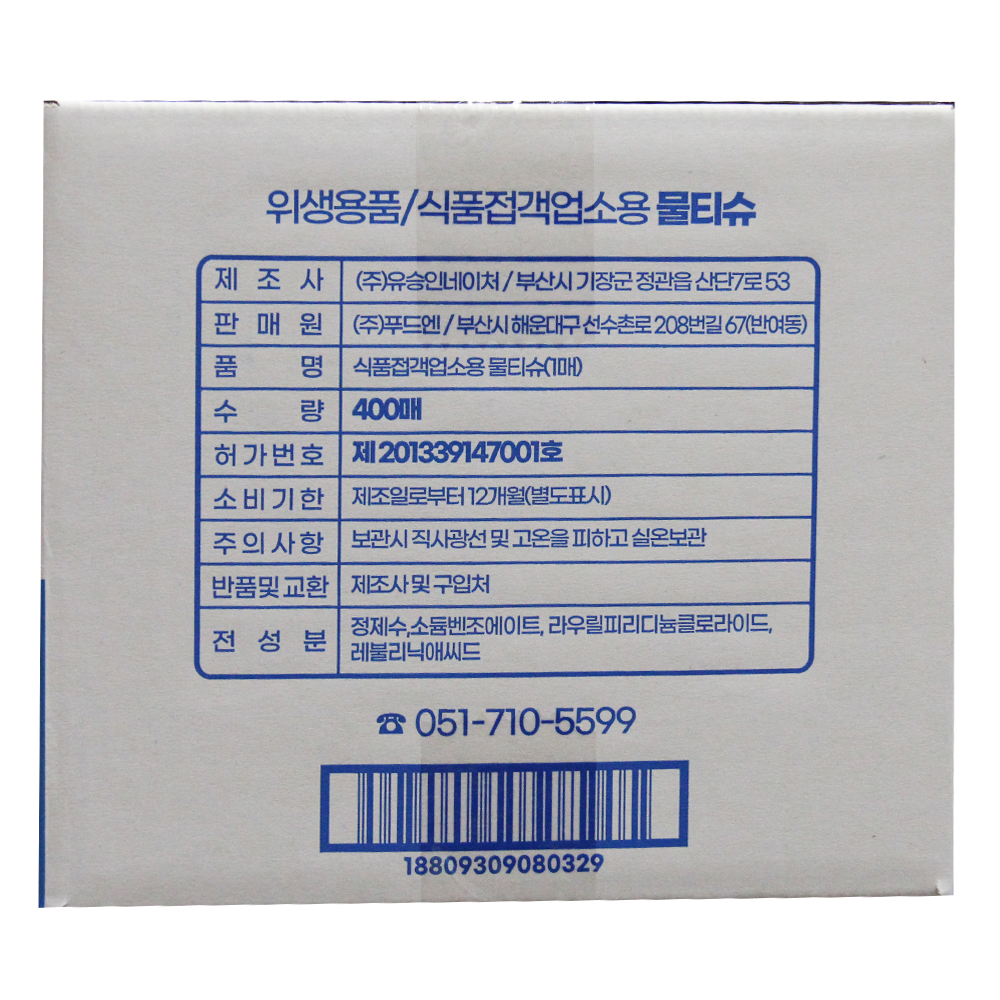 위생용품/식품접객업소용 물티슈
제 조 사 (주)유승인네이처 / 부산시 기장군 정관읍 산단7로 53
판 매 원 (주)푸드엔 / 부산시 해운대구 선수촌로 208번길 67(반여동)
품 명 식품접객업소용 물티슈(1매)
수 량 400매
허가번호 제 201339147001호
소비기한 제조일로부터 12개월(별도표시)
주의사항 보관시 직사광선 및 고온을 피하고 실온보관
반품및교환 제조사 및 구입처
전 성 분 정제수,소듐벤조에이트, 라우릴피리디늄클로라이드,
레불리닉애씨드
☎ 051-710-5599
18809309080329